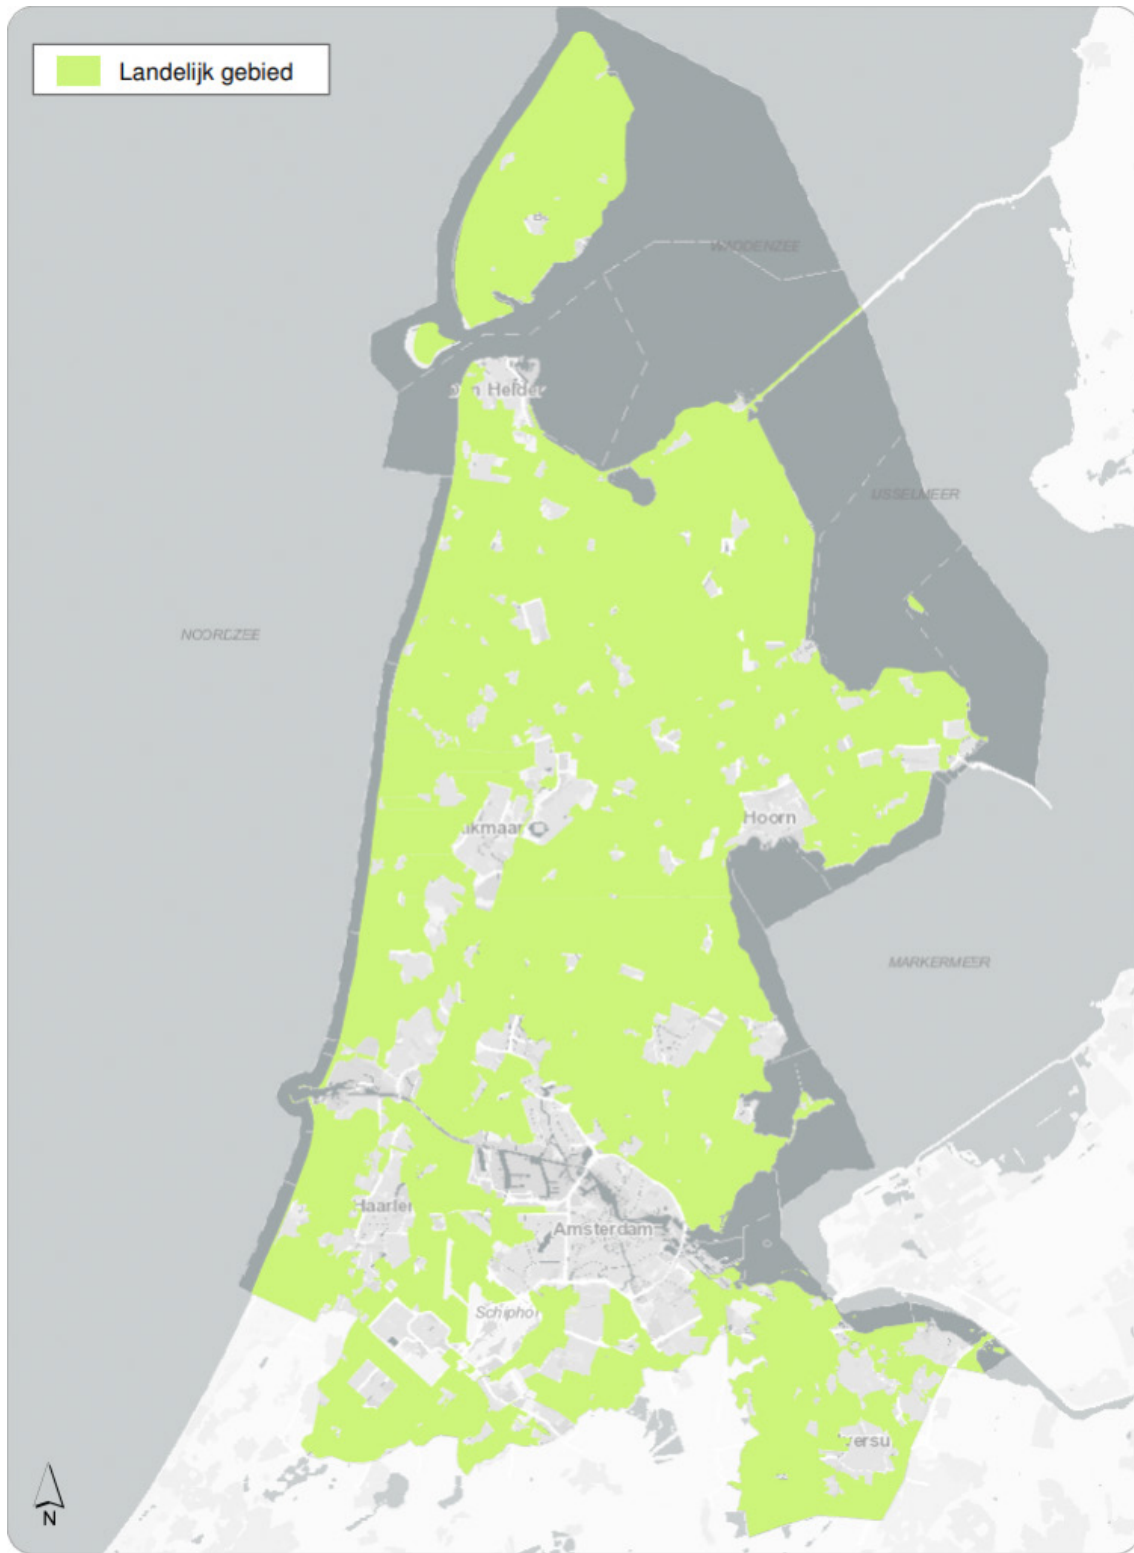 Landelijk gebied
WADDENZEE
IJSSELMEER
NOORDZEE
Hoorn
MARKERMEER
Amsterdam
N